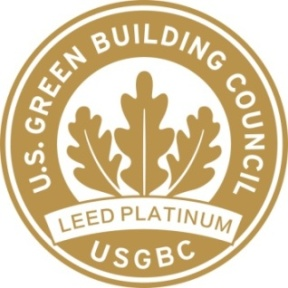 U.S. GREEN BUILDING COUNCIL
LEED PLATINUM
USGBC